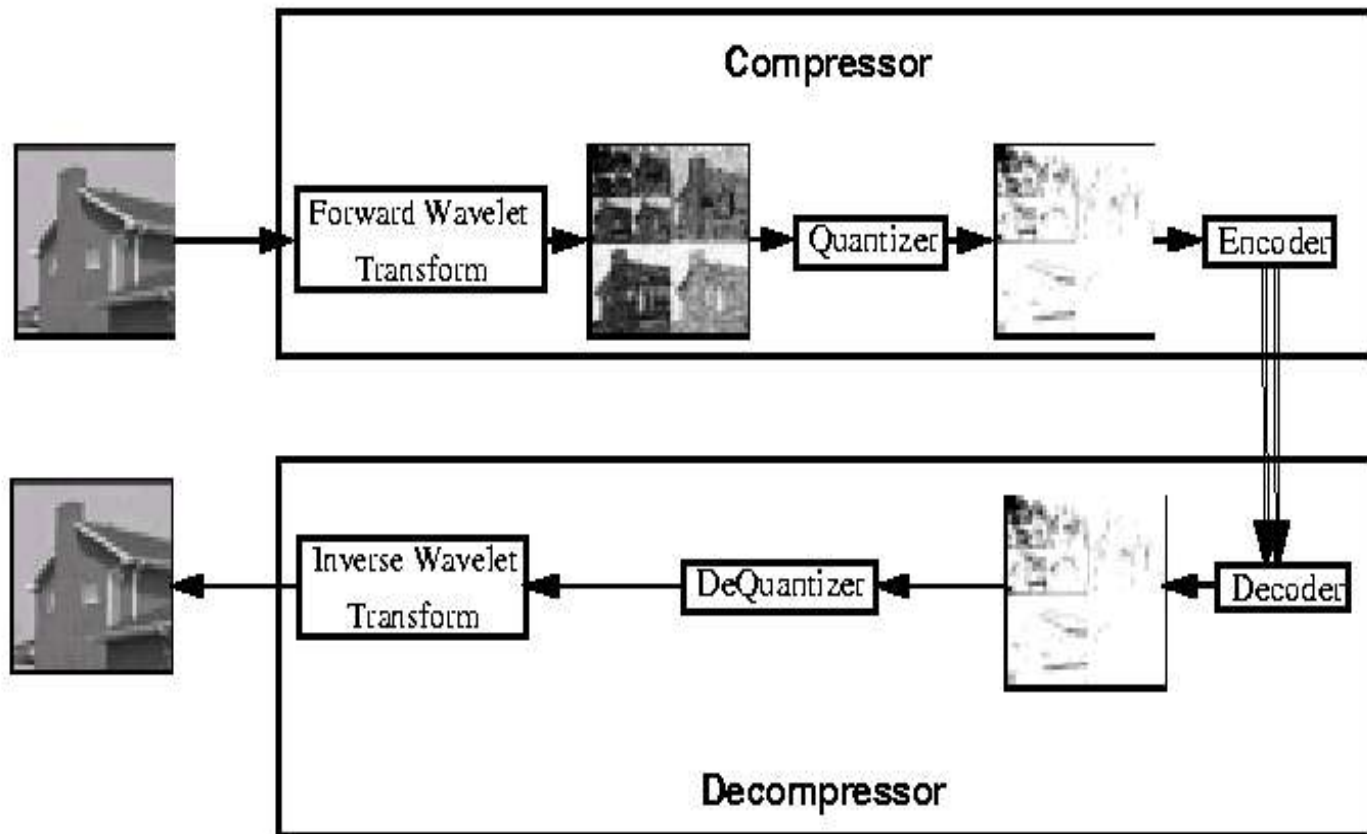 Compressor
Forward Wavelet
Transform
Quantizer
Encoder
Inverse Wavelet
Transform
DeQuantizer
Decoder
Decompressor